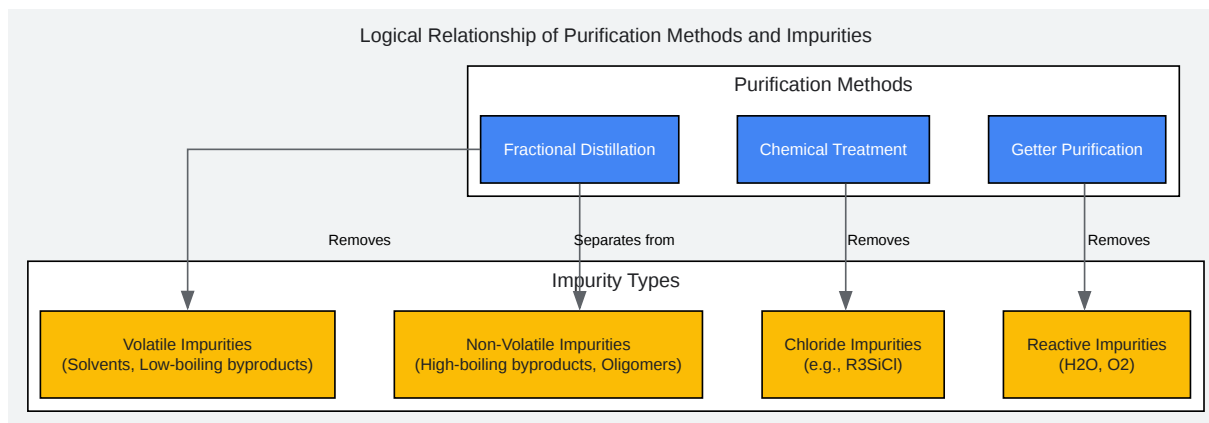 Logical Relationship of Purification Methods and Impurities
Purification Methods
Fractional Distillation
Chemical Treatment
Getter Purification
Removes
Separates from
Removes
Removes
Impurity Types
Volatile Impurities
(Solvents, Low-boiling byproducts)
Non-Volatile Impurities
(High-boiling byproducts, Oligomers)
Chloride Impurities
(e.g., R3SiCl)
Reactive Impurities
(H2O, O2)